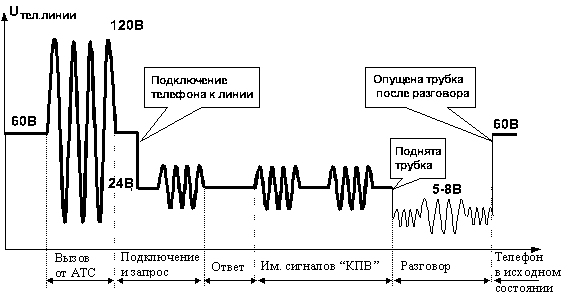 Uтел.линии
120В
Подключение
телефона к линии
Опущена трубка
после разговора
60В
60В
Поднята
трубка
24В
5-8В
Вызов
от АТС
Подключение
и запрос
Ответ
Им. сигналов “КПВ”
Разговор
Телефон
в исходном
состоянии